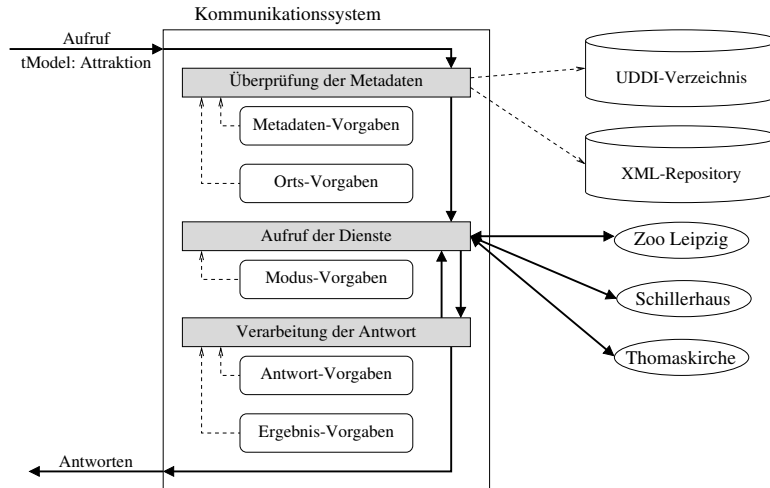 Kommunikationssystem
Aufruf
tModel: Attraktion
Überprüfung der Metadaten
UDDI-Verzeichnis
Metadaten-Vorgaben
XML-Repository
Orts-Vorgaben
Aufruf der Dienste
Zoo Leipzig
Modus-Vorgaben
Schillerhaus
Verarbeitung der Antwort
Thomaskirche
Antwort-Vorgaben
Ergebnis-Vorgaben
Antworten